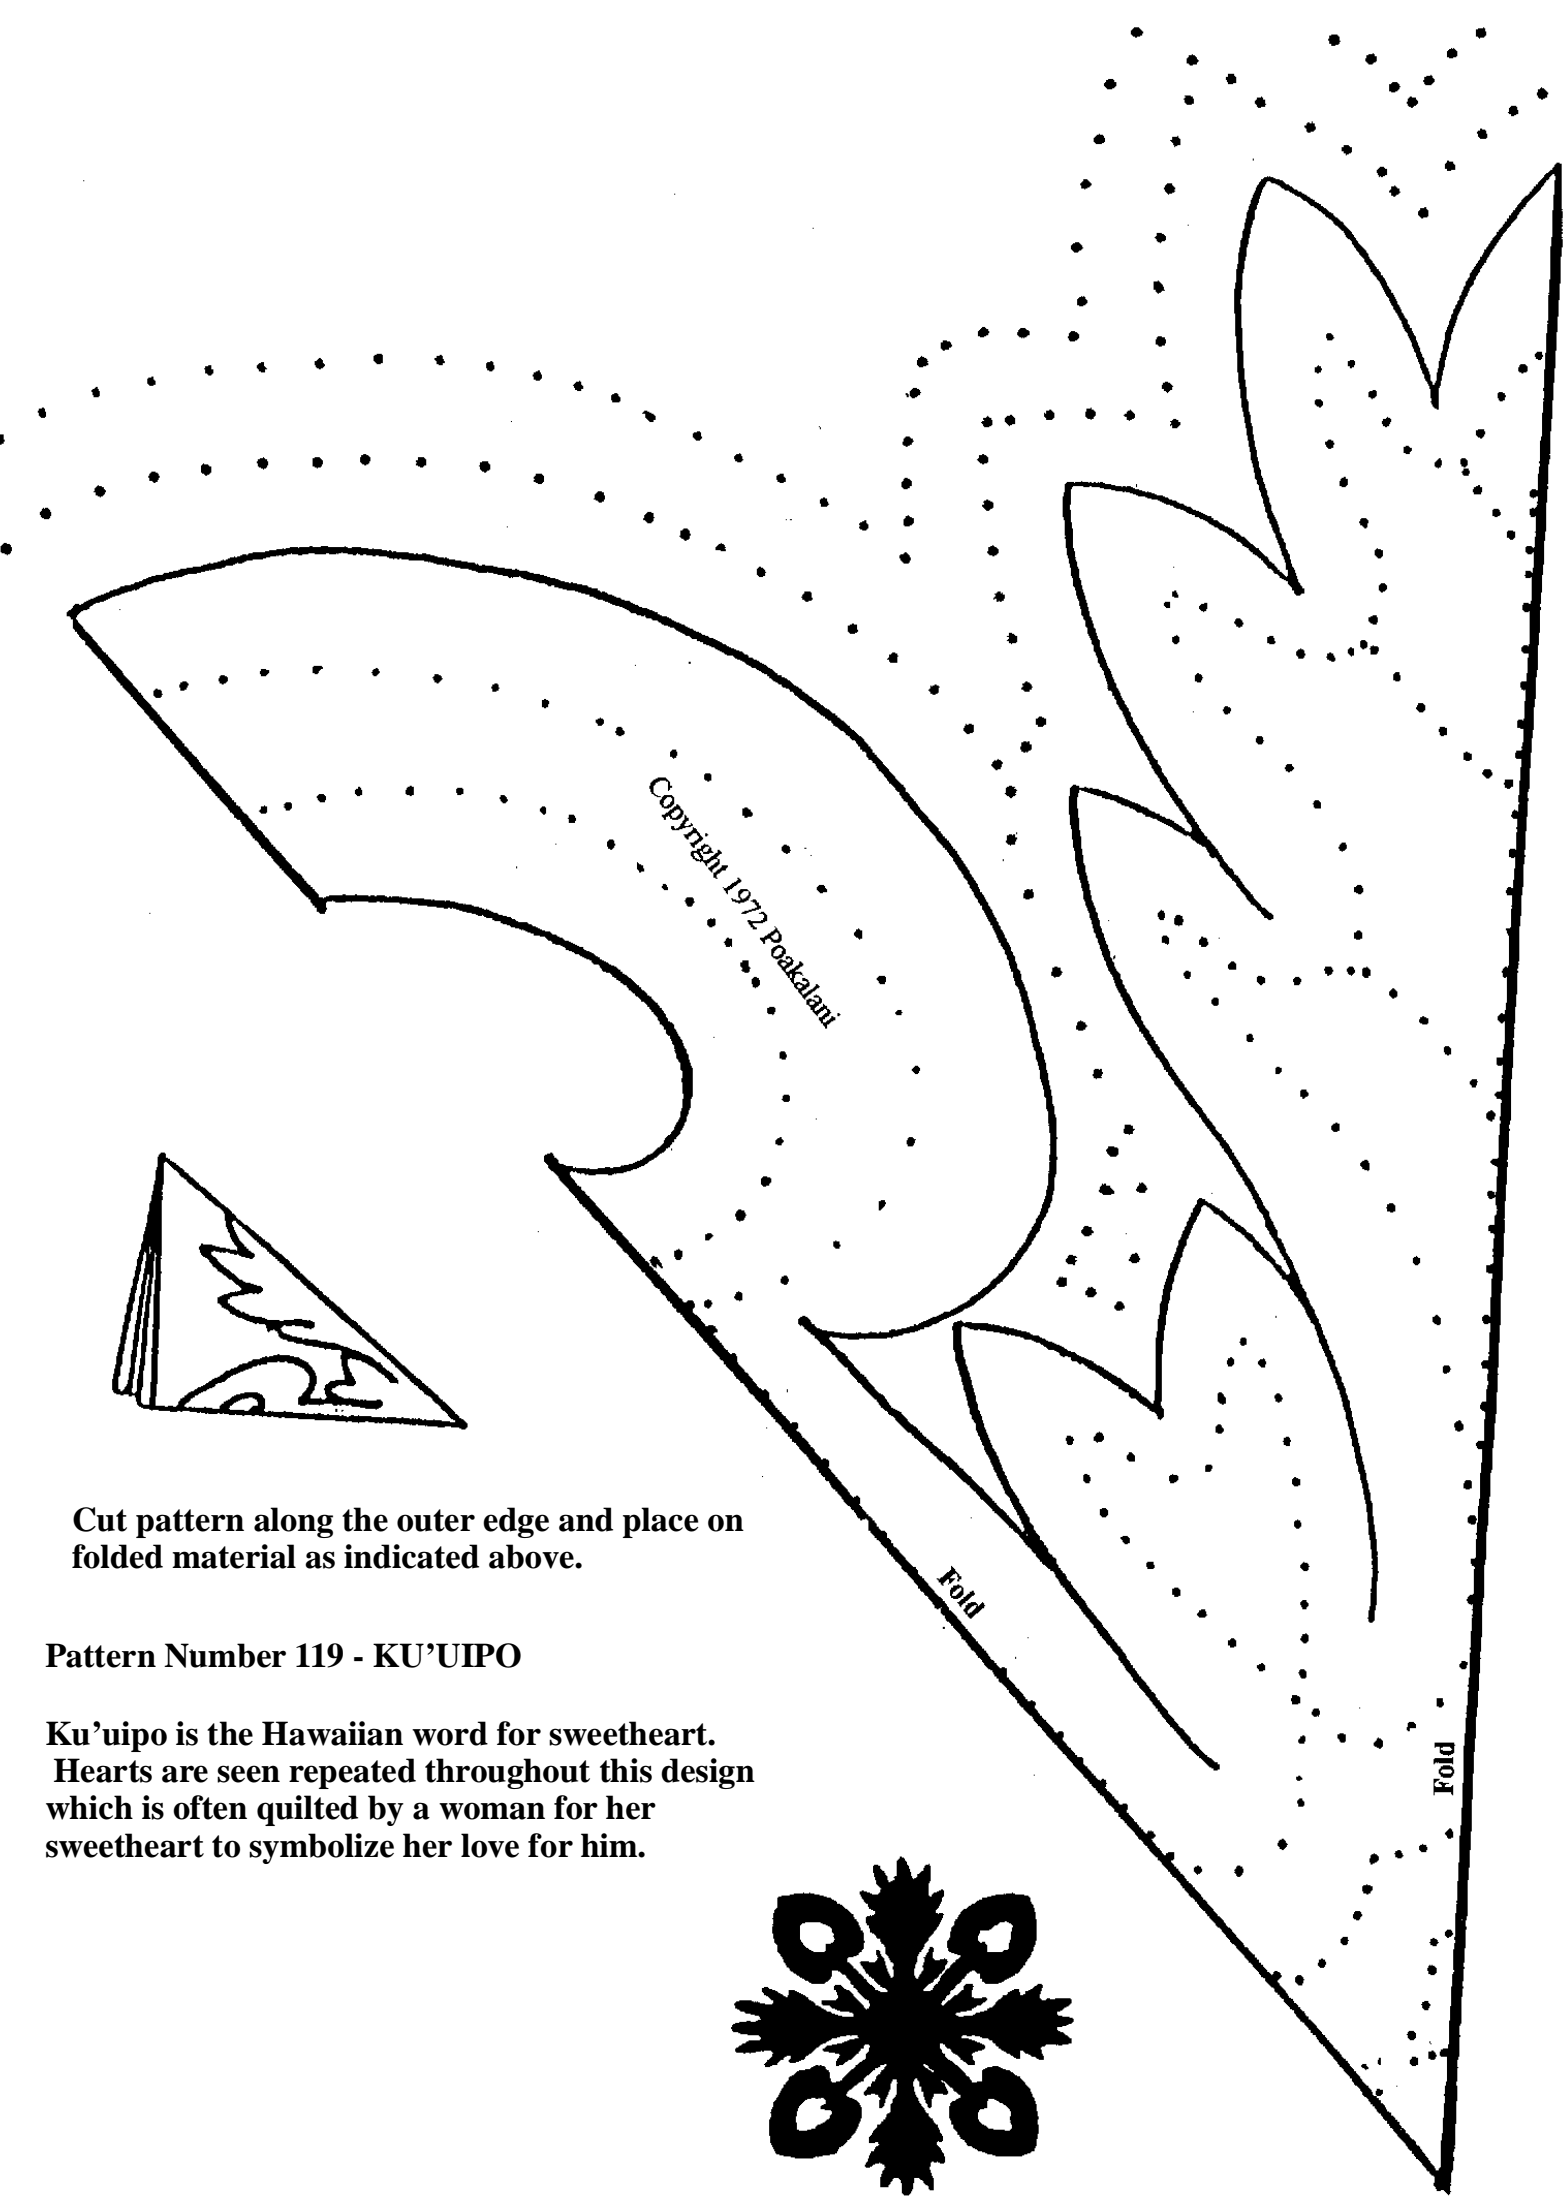 Copyright 1972 Poakalani
Cut pattern along the outer edge and place on
folded material as indicated above.
Fold
Pattern Number 119 - KU’UIPO
Ku’uipo is the Hawaiian word for sweetheart.
Hearts are seen repeated throughout this design
which is often quilted by a woman for her
sweetheart to symbolize her love for him.
Fold